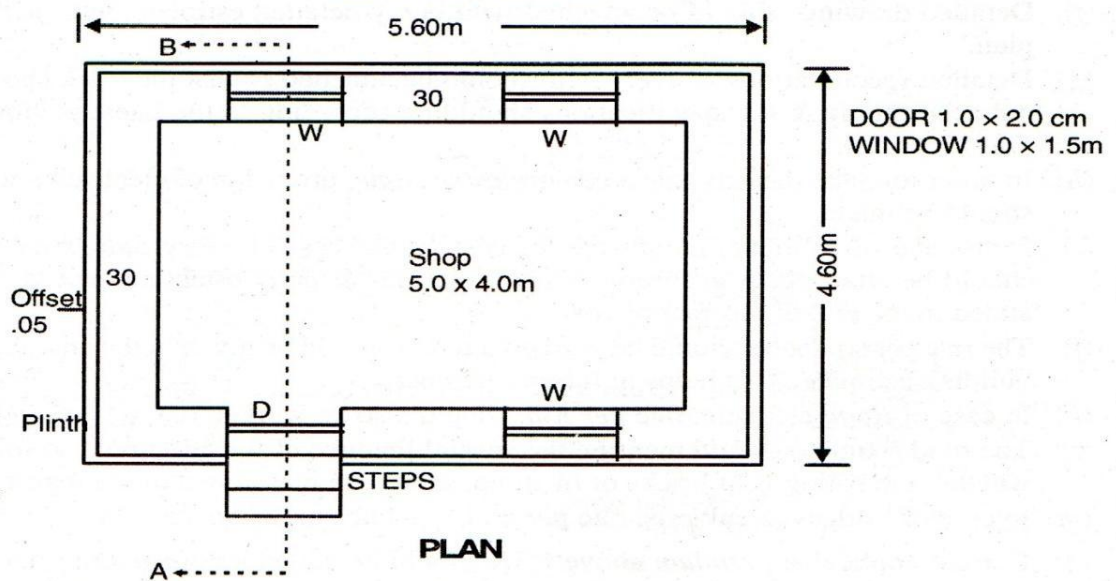 B
5.60m
30
W
W
DOOR 1.0 × 2.0 cm
WINDOW 1.0 × 1.5m
Shop
5.0 x 4.0m
4.60m
30
Offset
.05
Plinth
D
W
STEPS
PLAN
A